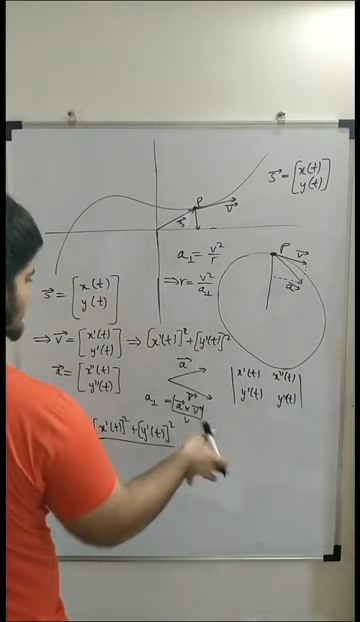 P
s⃗ = [x(t)
y(t)]
s⃗
v⃗
a⊥ = v²/r
P
⇒ r = v²/a⊥
v⃗
a⃗
s⃗ = [x(t)
y(t)]
⇒ v⃗ = [x'(t)
y'(t)] ⇒ [x'(t)]² + [y'(t)]²
a⃗
a⃗ = [x''(t)
y''(t)]
|x'(t) x''(t)
y'(t) y''(t)|
v⃗
a⊥ = |a⃗ × v⃗|
v
[x'(t)]² + [y'(t)]²